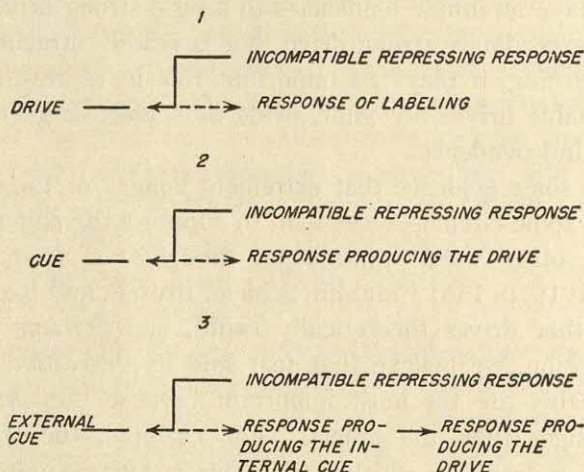 1
INCOMPATIBLE REPRESSING RESPONSE
DRIVE
RESPONSE OF LABELING
2
INCOMPATIBLE REPRESSING RESPONSE
CUE
RESPONSE PRODUCING THE DRIVE
3
INCOMPATIBLE REPRESSING RESPONSE
EXTERNAL
CUE
RESPONSE PRO-
DUCING THE IN-
TERNAL CUE
RESPONSE PRO-
DUCING THE
DRIVE